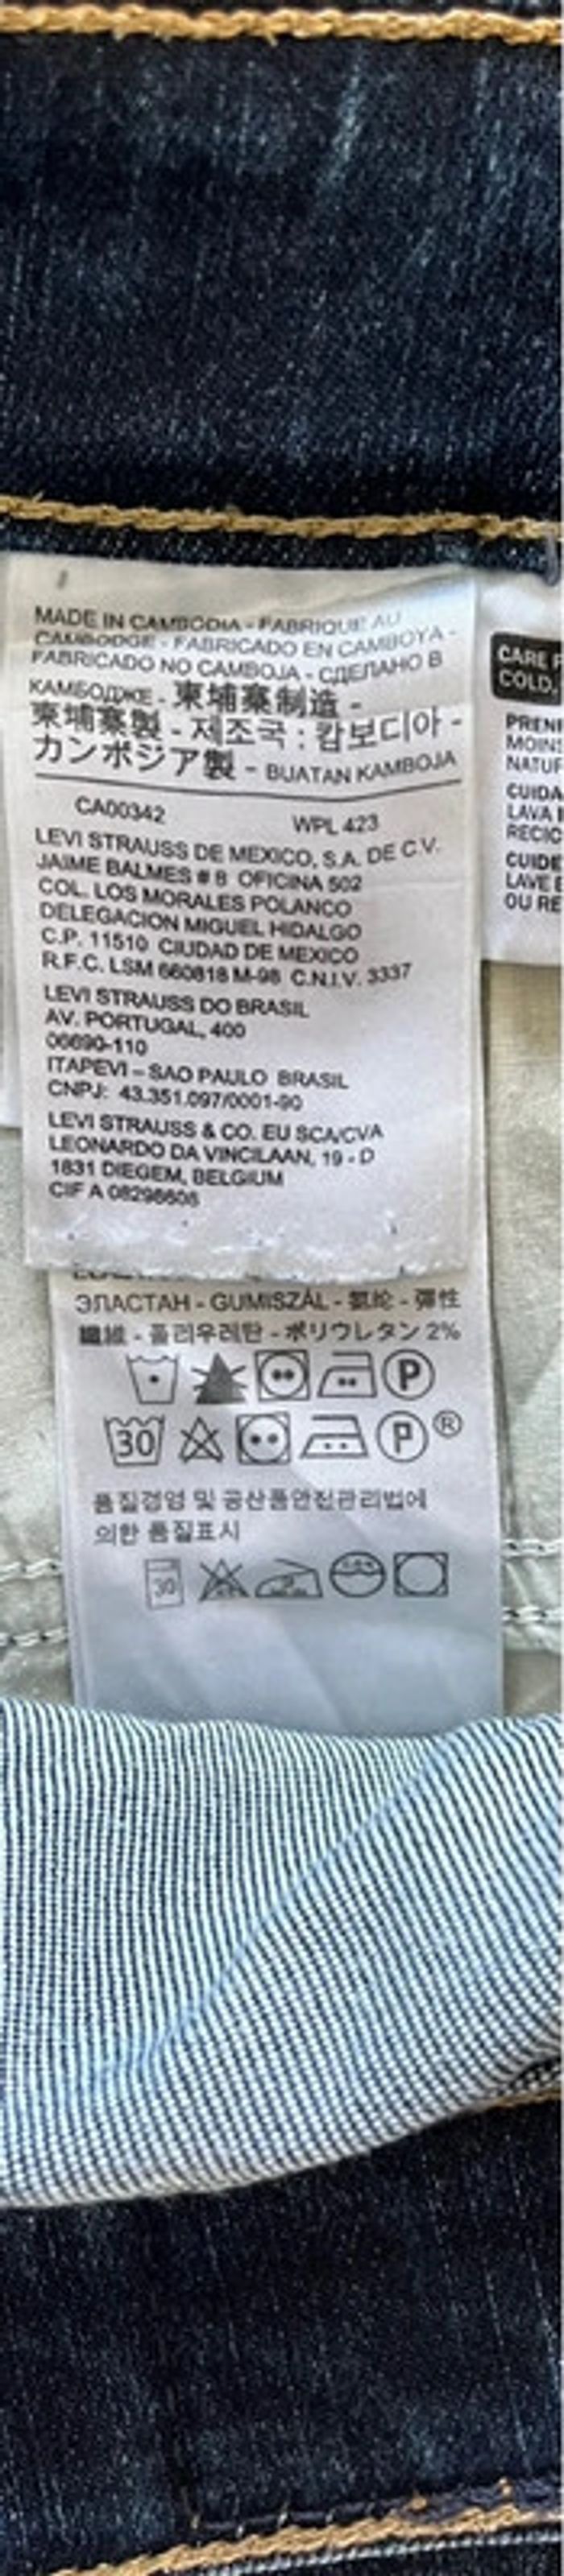 MADE IN CAMBODIA - FABRIQUE AU
CAMBODGE - FABRICADO EN CAMBOYA -
FABRICADO NO CAMBOJA - СДЕЛАНО В
КАМБОДЖЕ - 柬埔寨制造 -
柬埔寨製 - 제조국 : 캄보디아 -
カンボジア製 - BUATAN KAMBOJA
CA00342 WPL 423
LEVI STRAUSS DE MEXICO, S.A. DE C.V.
JAIME BALMES # 8 OFICINA 502
COL. LOS MORALES POLANCO
DELEGACION MIGUEL HIDALGO
C.P. 11510 CIUDAD DE MEXICO
R.F.C. LSM 660818 M-98 C.N.I.V. 3337
LEVI STRAUSS DO BRASIL
AV. PORTUGAL, 400
06690-110
ITAPEVI – SAO PAULO BRASIL
CNPJ: 43.351.097/0001-90
LEVI STRAUSS & CO. EU SCA/CVA
LEONARDO DA VINCILAAN, 19 - D
1831 DIEGEM, BELGIUM
CIF A 08298608
ЭЛАСТАН - GUMISZÁL - 氨纶 - 彈性
纖維 - 폴리우레탄 - ポリウレタン 2%
P
30 P ®
품질경영 및 공산품안전관리법에
의한 품질표시
30
CARE
COLD.
PREN
MOINS
NATUR
CUIDA
LAVA
RECIC
CUIDE
LAVE E
OU RE